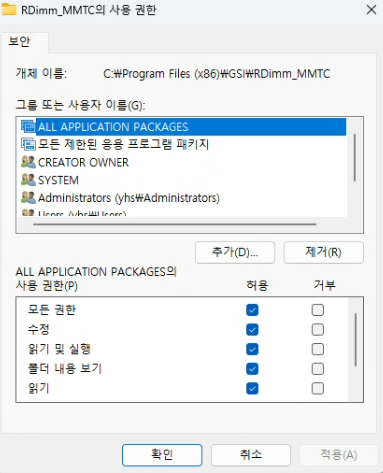 RDimm_MMTC의 사용 권한
보안
개체 이름: C:₩Program Files (x86)₩GSI₩RDimm_MMTC
그룹 또는 사용자 이름(G):
ALL APPLICATION PACKAGES
모든 제한된 응용 프로그램 패키지
CREATOR OWNER
SYSTEM
Administrators (yhs₩Administrators)
Users (yhs₩Users)
추가(D)... 제거(R)
ALL APPLICATION PACKAGES의
사용 권한(P) 허용 거부
모든 권한
수정
읽기 및 실행
폴더 내용 보기
읽기
확인 취소 적용(A)